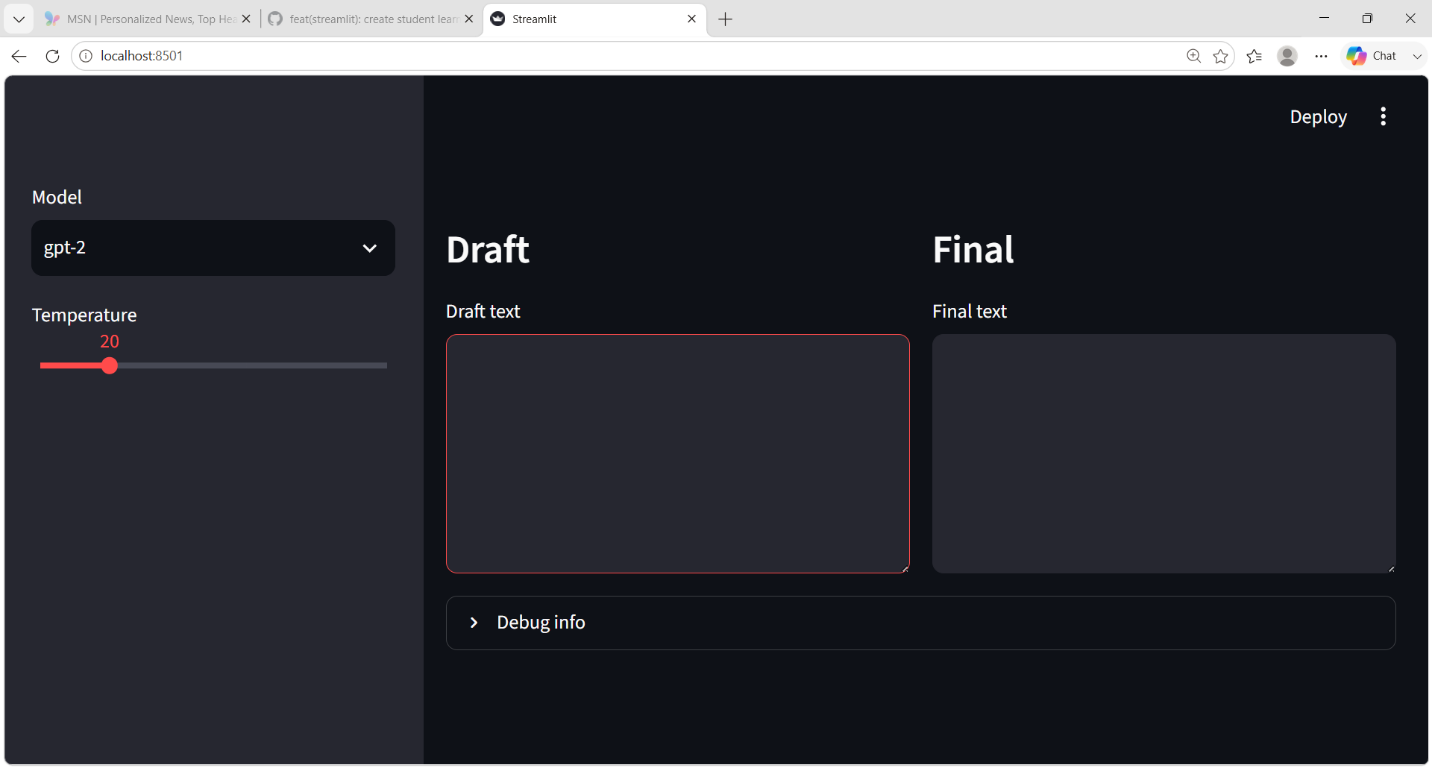 MSN | Personalized News, Top Hea
feat(streamlit): create student lear
Streamlit
localhost:8501
Chat
Deploy
Model
gpt-2
Temperature
20
Draft
Draft text
Final
Final text
Debug info